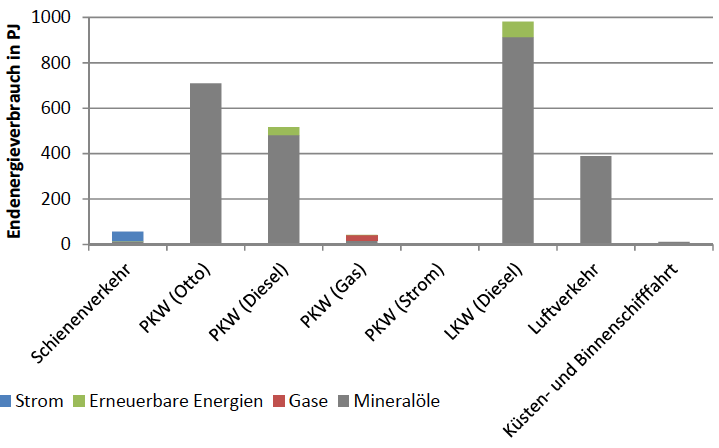 Endenergieverbrauch in PJ
1000
800
600
400
200
0
Schienenverkehr
PKW (Otto)
PKW (Diesel)
PKW (Gas)
PKW (Strom)
LKW (Diesel)
Luftverkehr
Küsten- und Binnenschifffahrt
Strom
Erneuerbare Energien
Gase
Mineralöle